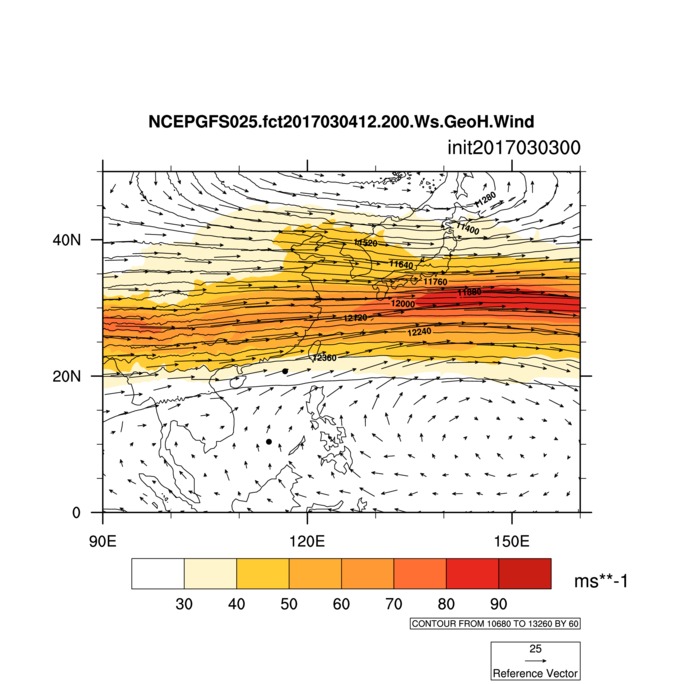 NCEPGFS025.fct2017030412.200.Ws.GeoH.Wind
init2017030300
11280
11400
11520
11640
11760
11880
12000
12120
12240
12360
40N
20N
0
90E 120E 150E
30 40 50 60 70 80 90
ms**-1
CONTOUR FROM 10680 TO 13260 BY 60
25
Reference Vector